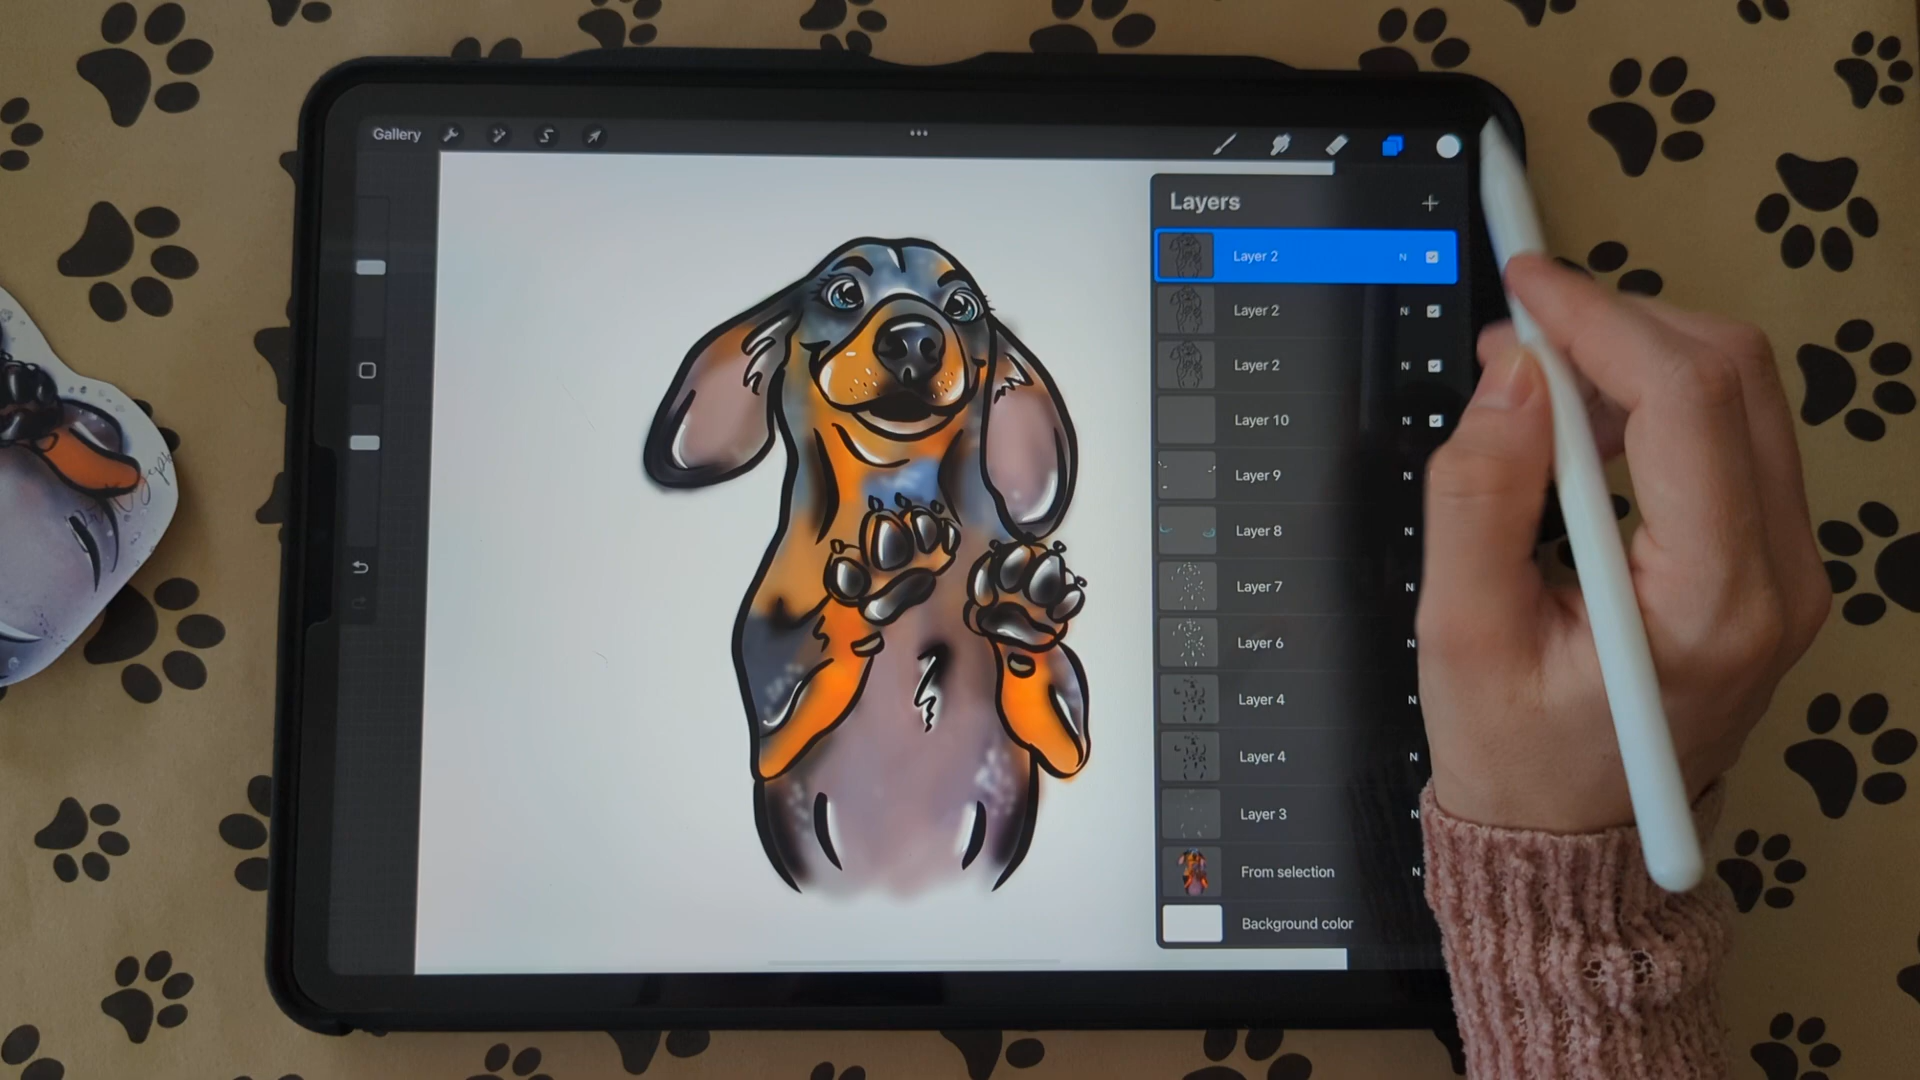 Gallery
Layers
Layer 2 N
Layer 2 N
Layer 2 N
Layer 10 N
Layer 9 N
Layer 8 N
Layer 7 N
Layer 6 N
Layer 4 N
Layer 4 N
Layer 3 N
From selection N
Background color